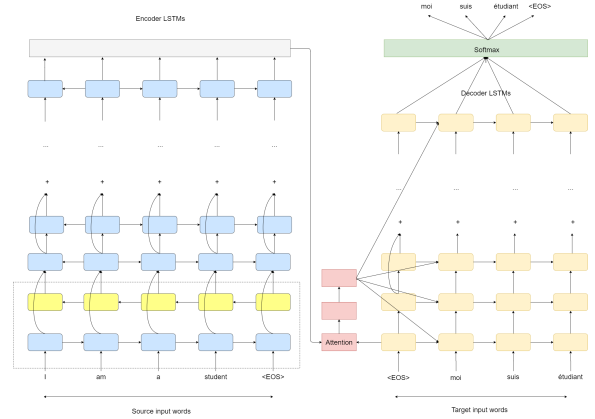 moi suis étudiant <EOS>
Encoder LSTMs
Softmax
Decoder LSTMs
... ... ... ... ...
... ... ... ...
+ + + + +
+ + + +
Attention
I am a student <EOS>
<EOS> moi suis étudiant
Source input words
Target input words